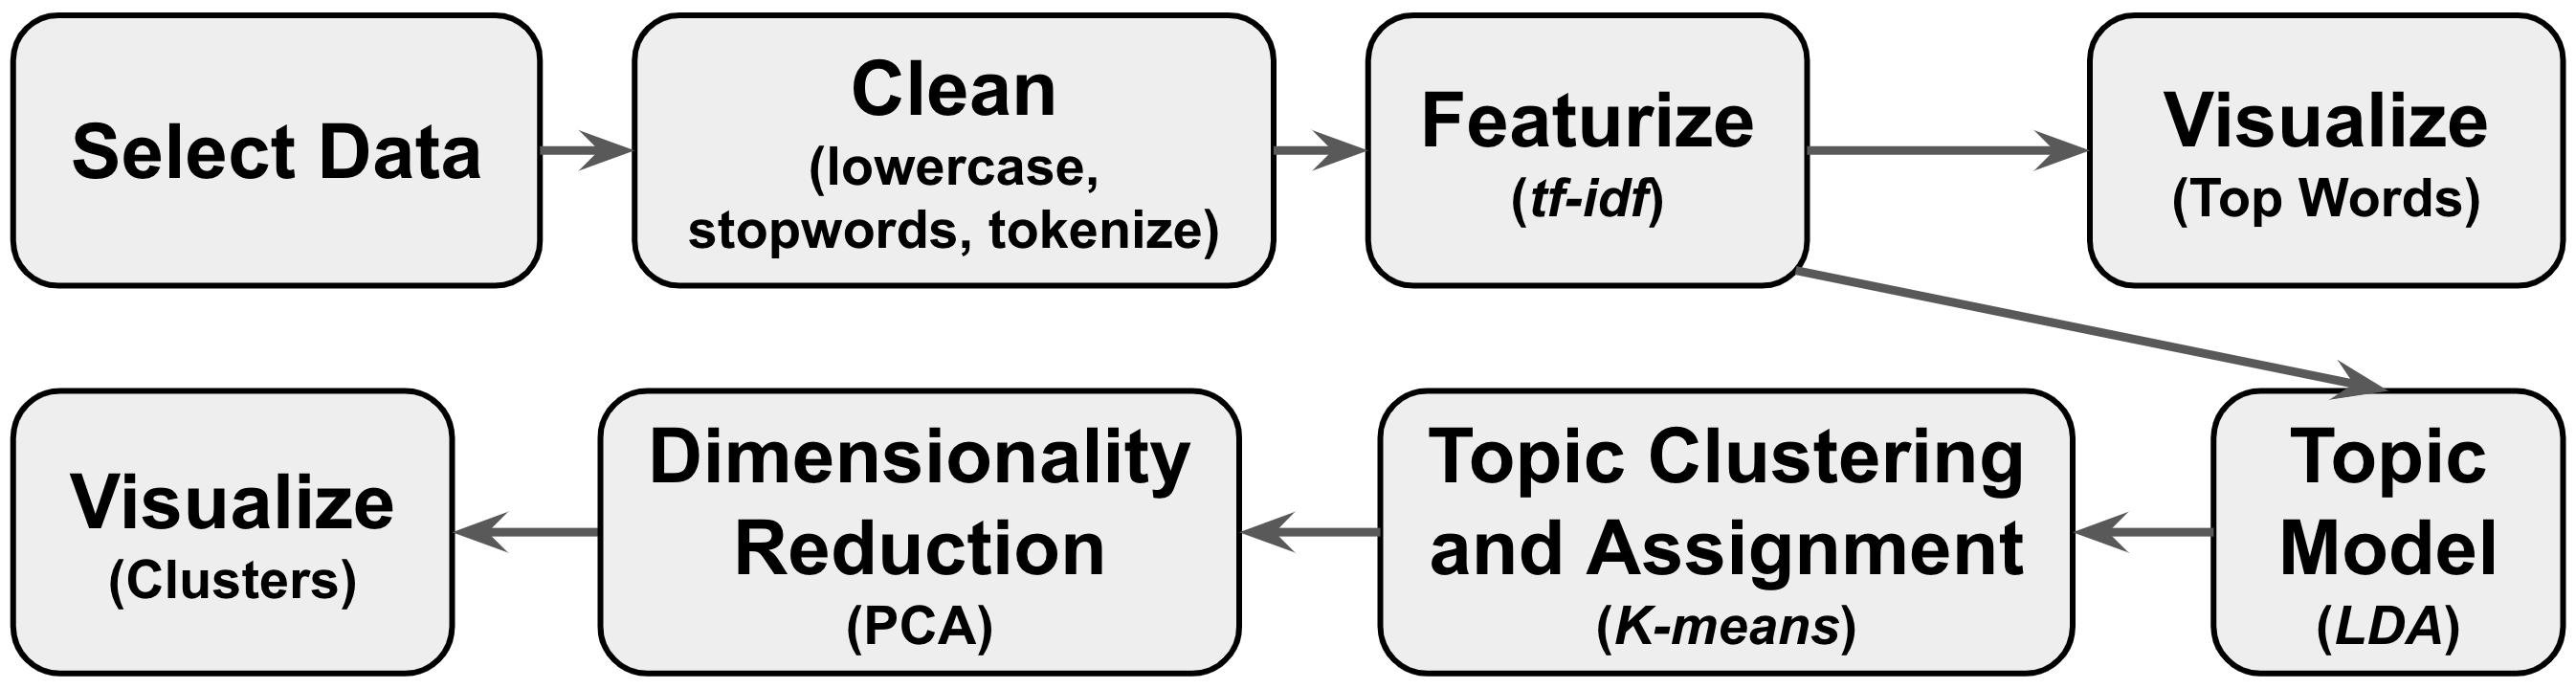 Select Data
Clean
(lowercase,
stopwords, tokenize)
Featurize
(tf-idf)
Visualize
(Top Words)
Visualize
(Clusters)
Dimensionality
Reduction
(PCA)
Topic Clustering
and Assignment
(K-means)
Topic
Model
(LDA)